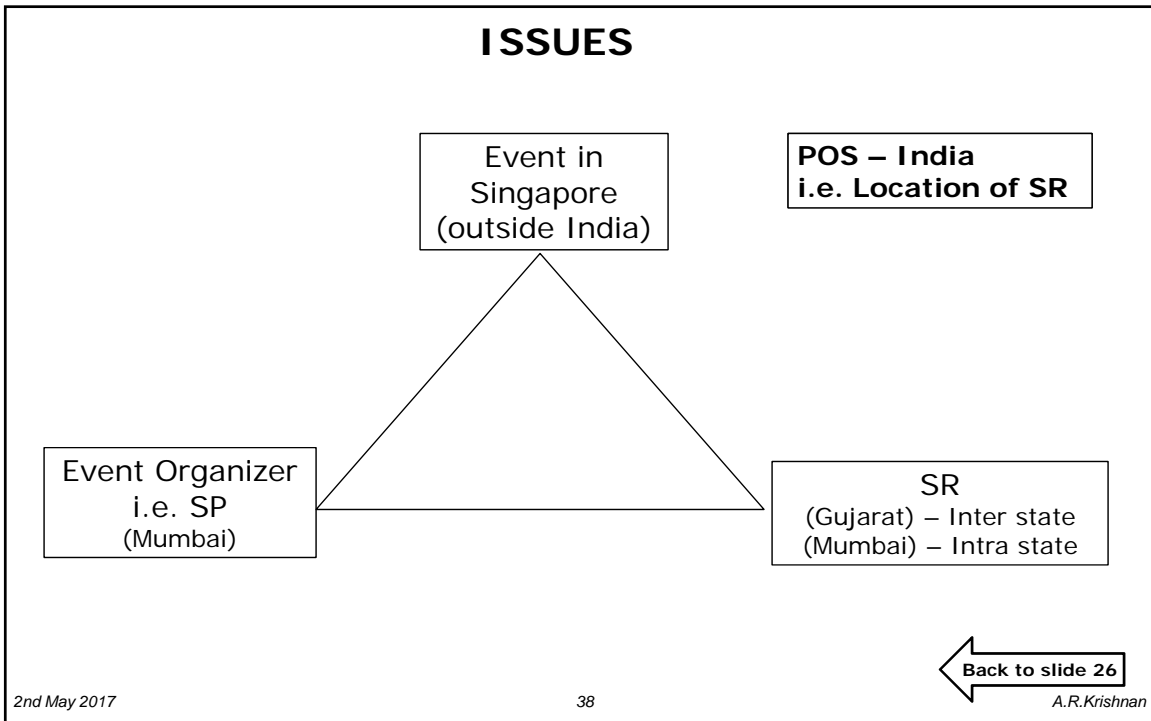 ISSUES
Event in
Singapore
(outside India)
POS – India
i.e. Location of SR
Event Organizer
i.e. SP
(Mumbai)
SR
(Gujarat) – Inter state
(Mumbai) – Intra state
Back to slide 26
2nd May 2017
38
A.R.Krishnan